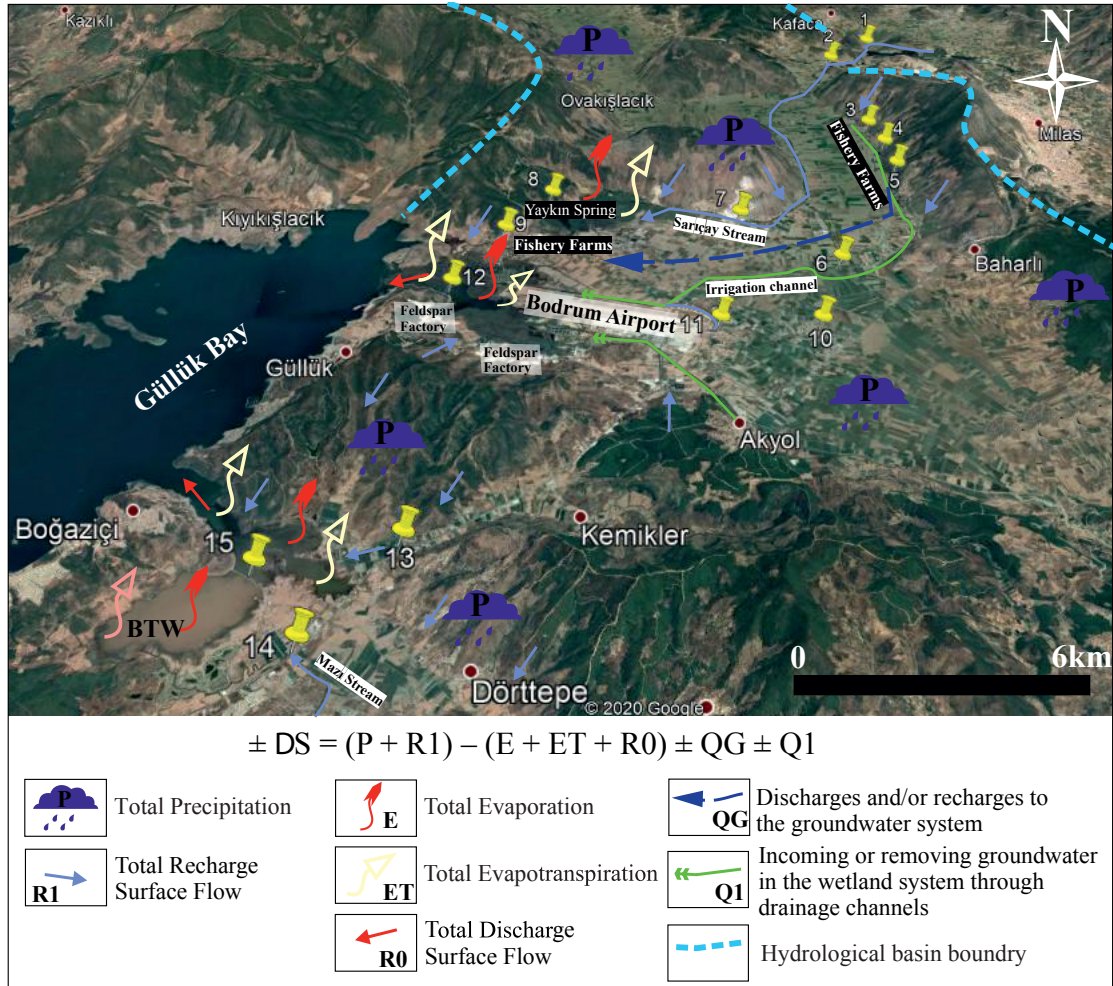 Kazıklı
Kafaca
1
2
N
P
Ovakışlacık
P
3
4
Milas
Fishery Farms
5
8
Yaykın Spring
7
Kıyıkışlacık
9
Fishery Farms
Sarıçay Stream
6
Baharlı
12
Irrigation channel
P
Feldspar
Factory
Bodrum Airport
11
10
Güllük Bay
Güllük
Feldspar
Factory
P
Akyol
P
Boğaziçi
15
13
Kemikler
BTW
P
14
Mazı Stream
Dörttepe
0
6km
© 2020 Google
± DS = (P + R1) – (E + ET + R0) ± QG ± Q1
P
Total Precipitation
R1
Total Recharge
Surface Flow
E
Total Evaporation
ET
Total Evapotranspiration
R0
Total Discharge
Surface Flow
QG
Discharges and/or recharges to
the groundwater system
Q1
Incoming or removing groundwater
in the wetland system through
drainage channels
Hydrological basin boundry